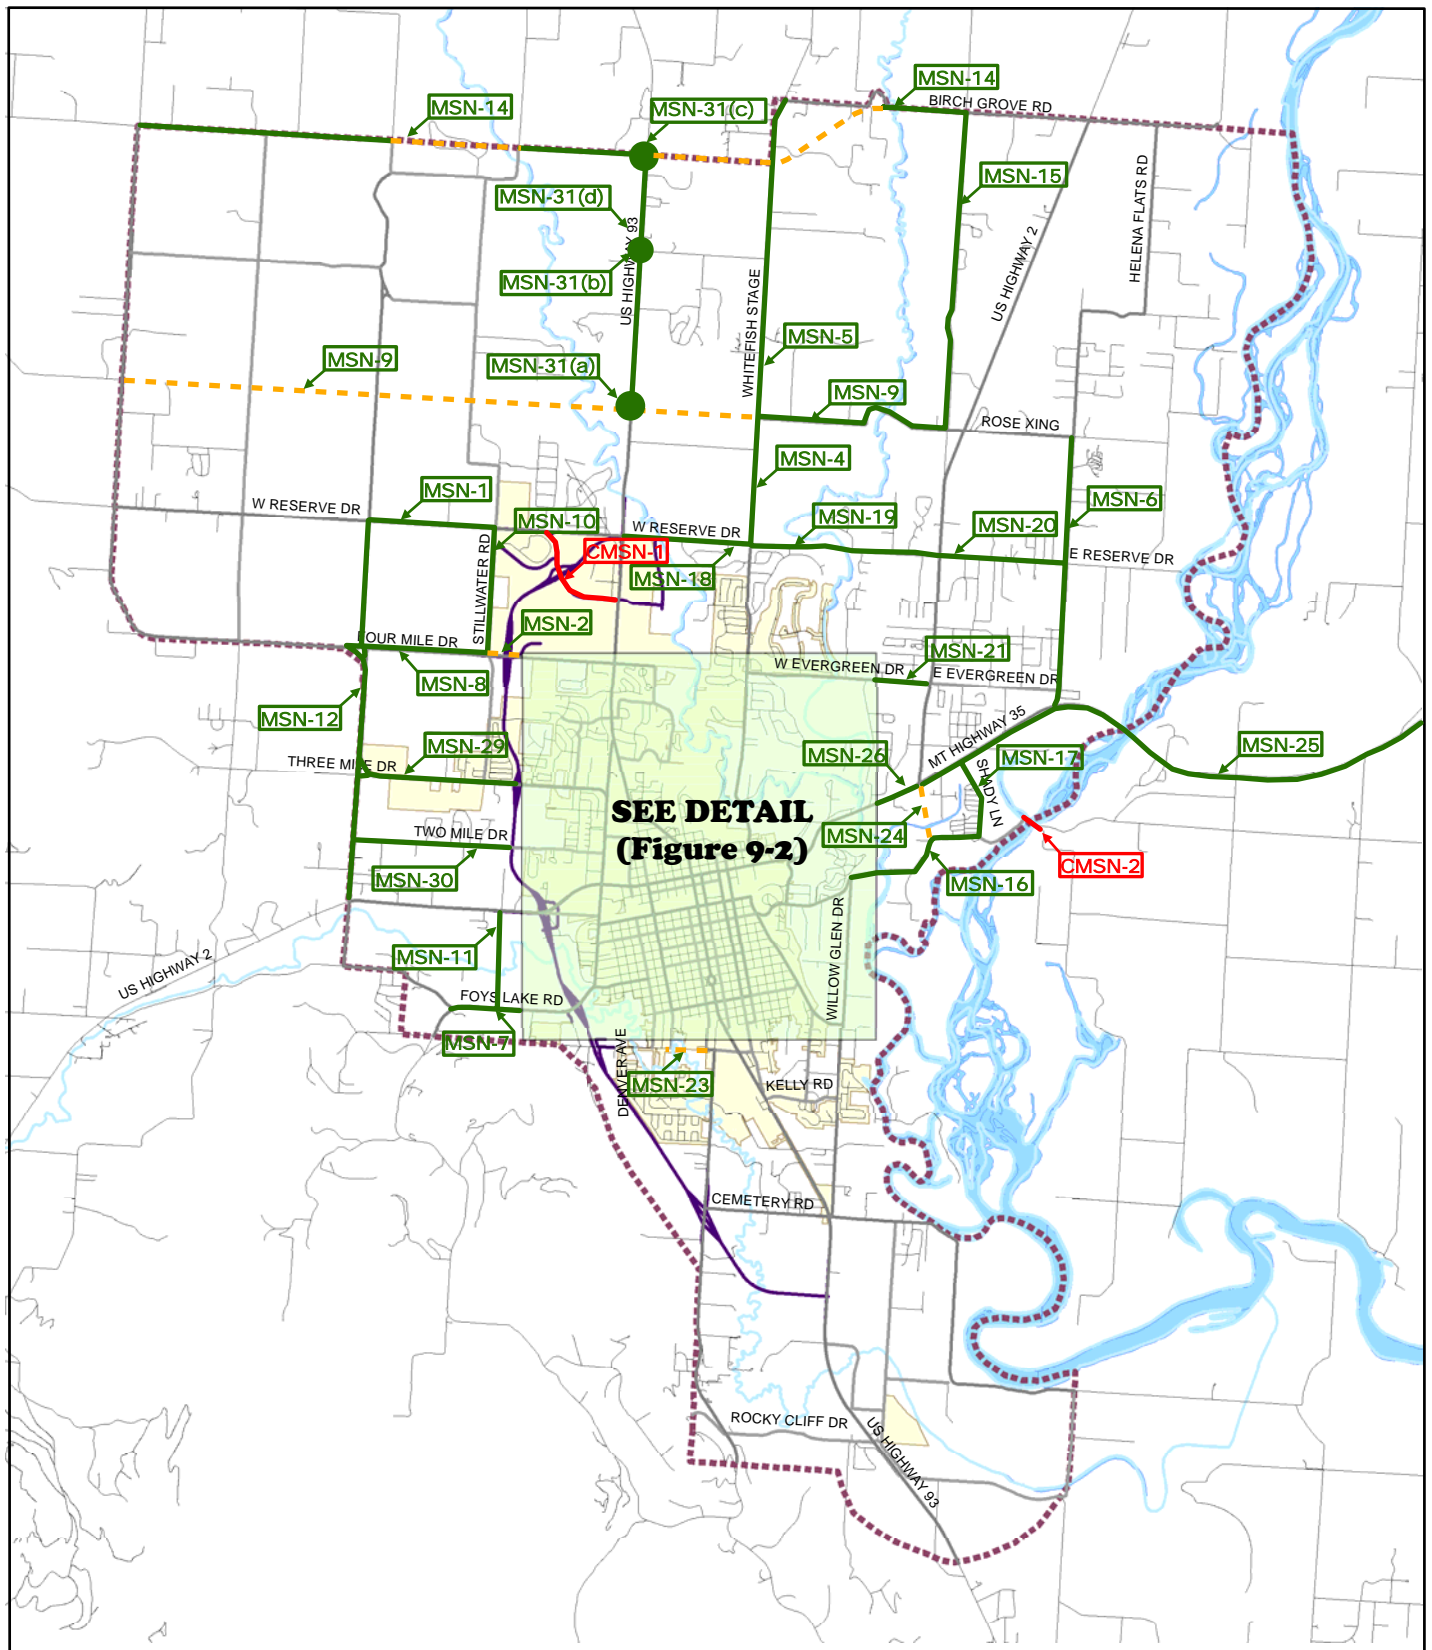 MSN-14
BIRCH GROVE RD
MSN-14
MSN-31(c)
MSN-15
HELENA FLATS RD
MSN-31(d)
US HIGHWAY 93
US HIGHWAY 2
MSN-31(b)
WHITEFISH STAGE
MSN-5
MSN-9
MSN-31(a)
MSN-9
ROSE XING
MSN-4
MSN-1
MSN-6
W RESERVE DR
MSN-10
W RESERVE DR
MSN-19
MSN-20
CMSN-1
E RESERVE DR
MSN-18
STILLWATER RD
MSN-2
FOUR MILE DR
MSN-21
W EVERGREEN DR
E EVERGREEN DR
MSN-8
MSN-12
MT HIGHWAY 35
MSN-29
MSN-25
MSN-26
MSN-17
THREE MILE DR
SHADY LN
SEE DETAIL
(Figure 9-2)
TWO MILE DR
MSN-24
CMSN-2
MSN-30
MSN-16
WILLOW GLEN DR
MSN-11
US HIGHWAY 2
FOYS LAKE RD
MSN-7
DENVER AVE
MSN-23
KELLY RD
CEMETERY RD
ROCKY CLIFF DR
US HIGHWAY 93